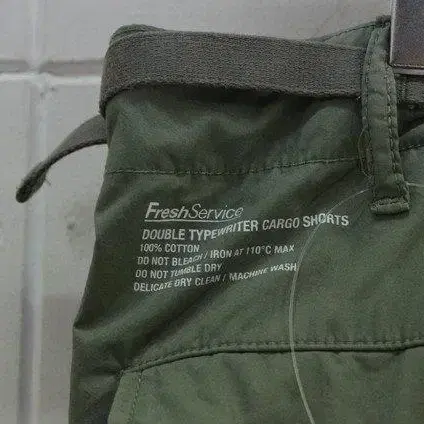 FreshService
DOUBLE TYPEWRITER CARGO SHORTS
100% COTTON
DO NOT BLEACH / IRON AT 110°C MAX
DO NOT TUMBLE DRY
DELICATE DRY CLEAN / MACHINE WASH